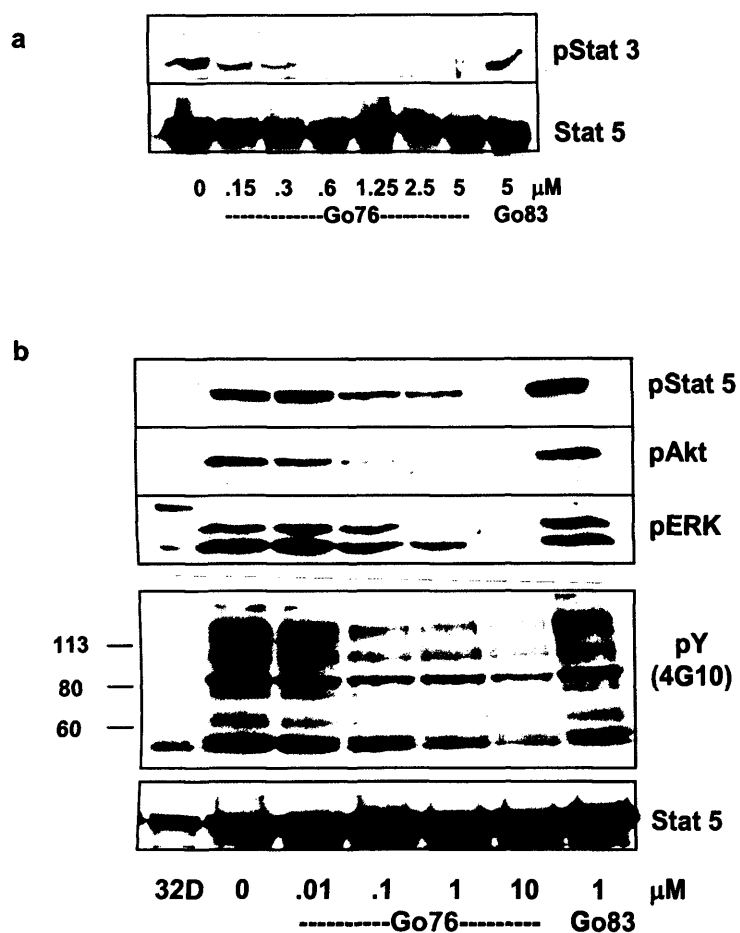 a
pStat 3
Stat 5
0 .15 .3 .6 1.25 2.5 5 5 μM
------------Go76------------ Go83
b
pStat 5
pAkt
pERK
113
80
60
pY
(4G10)
Stat 5
32D 0 .01 .1 1 10 1 μM
----------Go76---------- Go83